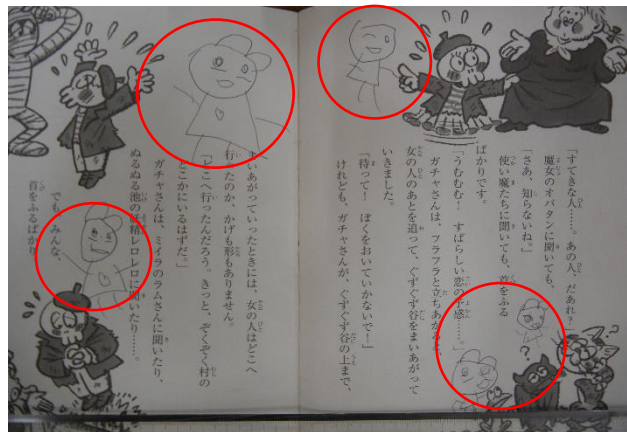 「すてきな人……。あの人、だあれ？」
魔女のオバタンに聞いても、
「さあ、知らないね。」
使い魔たちに聞いても、首をふる
ばかりです。
「うむむむ！　すばらしい恋の予感……。」
ガチャさんは、フラフラと立ちあがると、
女の人のあとを追って、ぐずぐず谷をまいあがって
いきました。
「待って！　ぼくをおいていかないで！」
けれども、ガチャさんが、ぐずぐず谷の上まで、
まいあがっていったときには、女の人はどこへ
行ったのか、かげも形もありません。
「どこへ行ったんだろう。きっと、ぞくぞく村の
どこかにいるはずだ。」
ガチャさんは、ミイラのラムさんに聞いたり、
ぬるぬる池の妖精レロレロに聞いたり……。
でも、みんな、
首をふるばかり